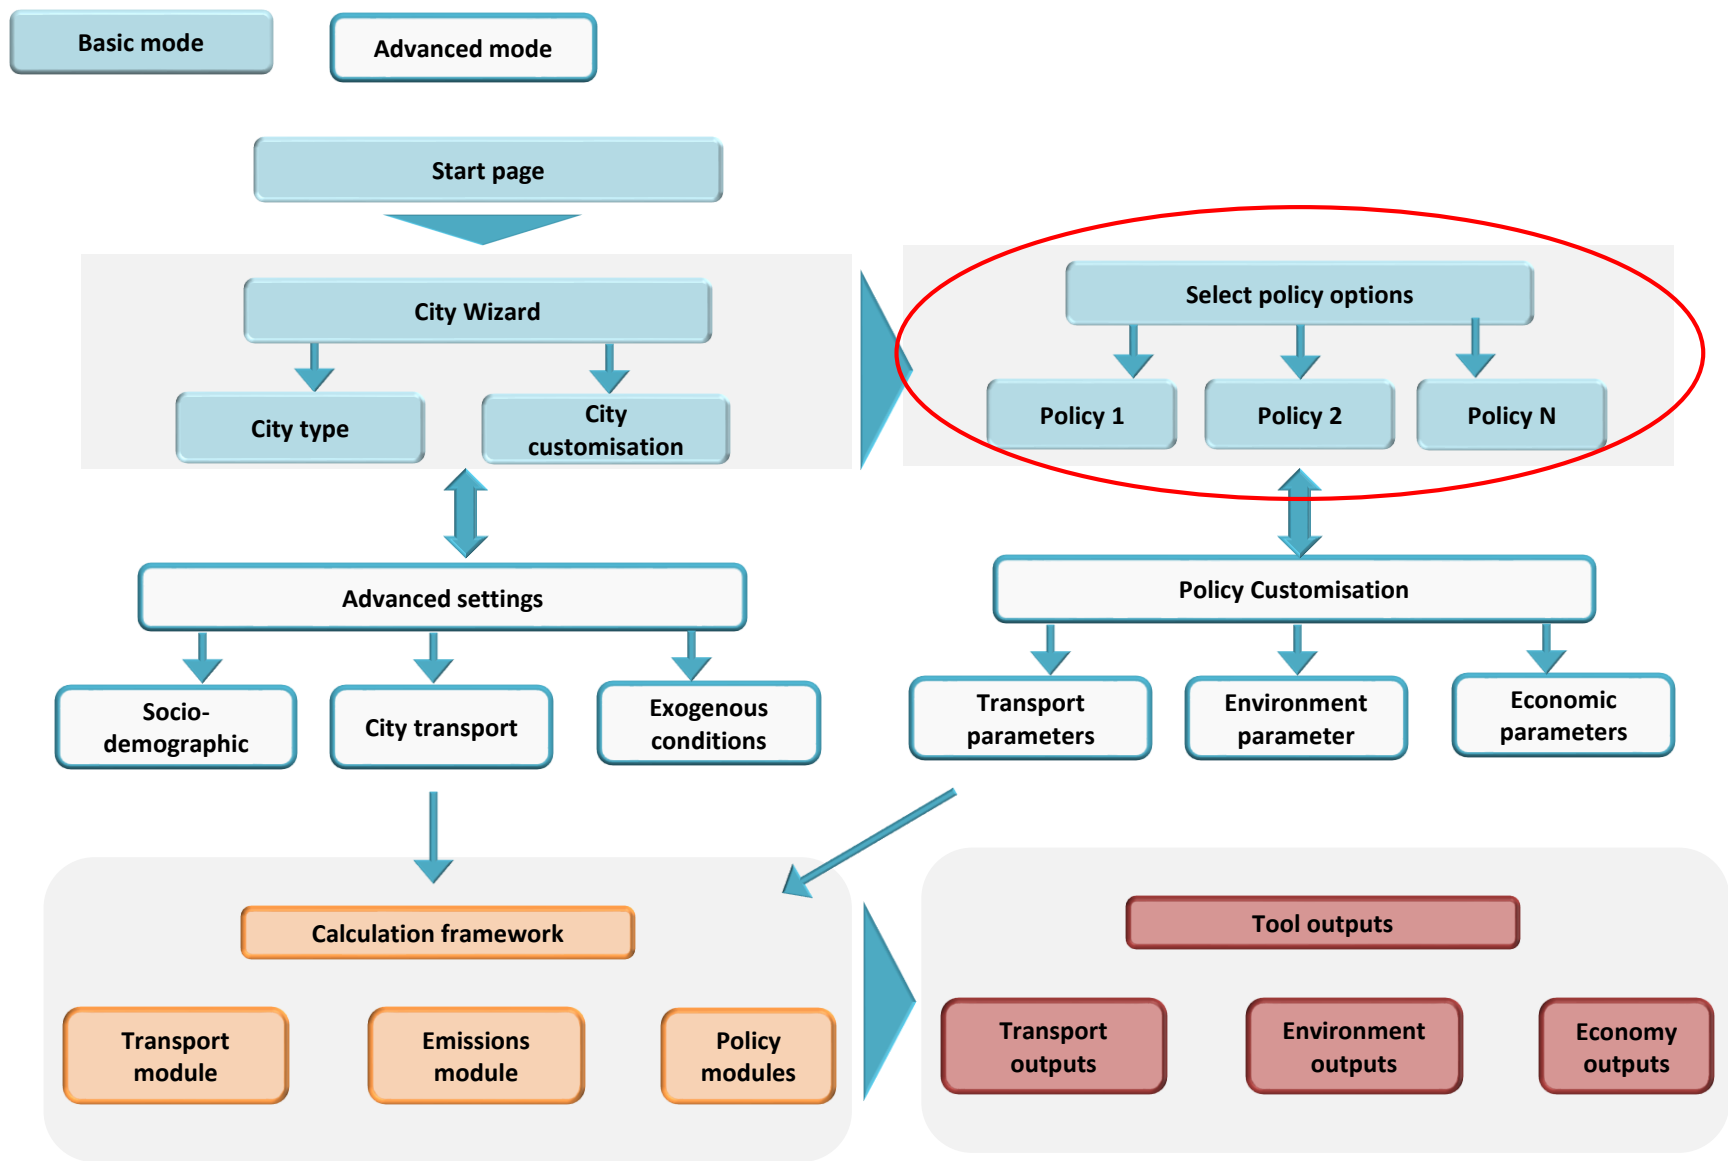 Basic mode
Advanced mode
Start page
City Wizard
City type
City
customisation
Select policy options
Policy 1
Policy 2
Policy N
Advanced settings
Socio-
demographic
City transport
Exogenous
conditions
Policy Customisation
Transport
parameters
Environment
parameter
Economic
parameters
Calculation framework
Transport
module
Emissions
module
Policy
modules
Tool outputs
Transport
outputs
Environment
outputs
Economy
outputs